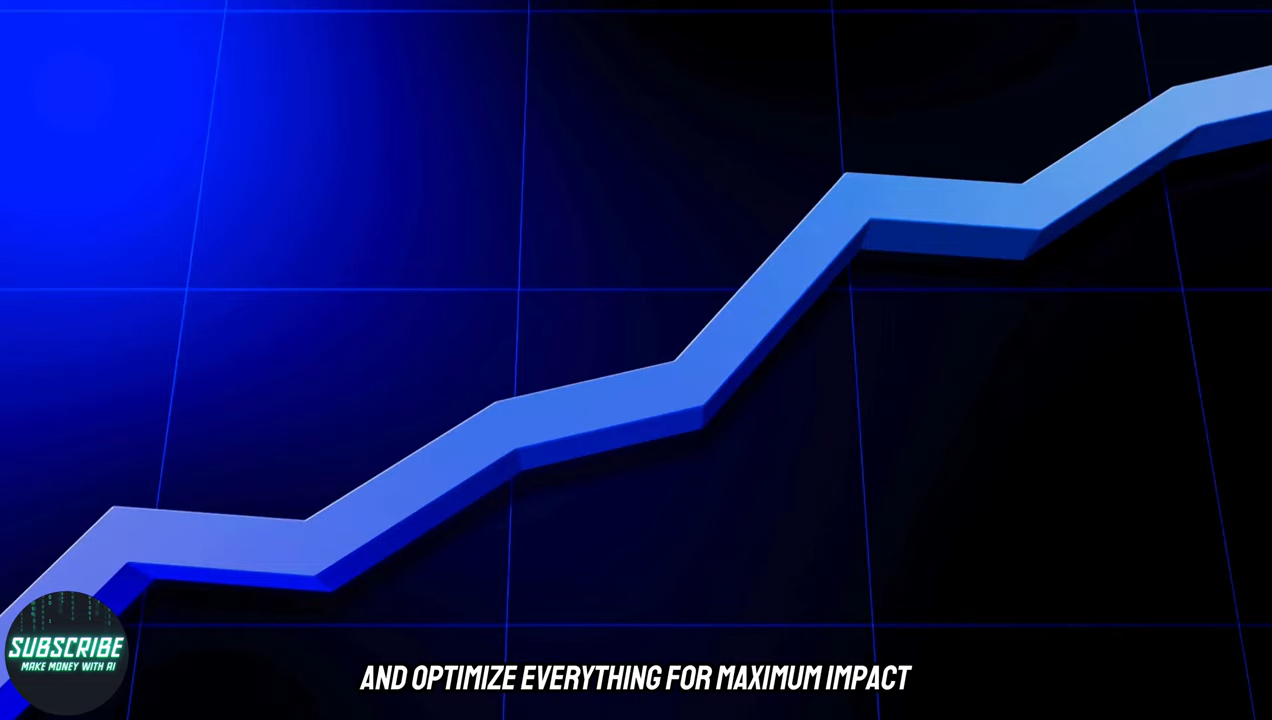 SUBSCRIBE
MAKE MONEY WITH AI
AND OPTIMIZE EVERYTHING FOR MAXIMUM IMPACT